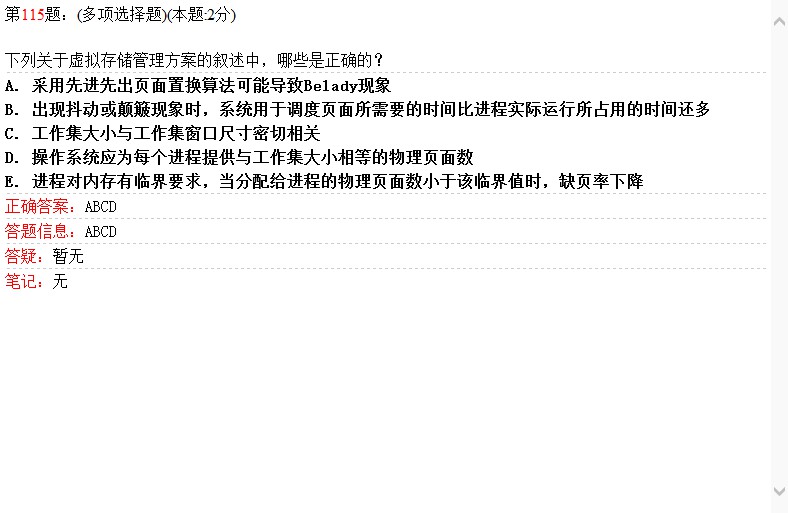 第115题：(多项选择题)(本题:2分)
下列关于虚拟存储管理方案的叙述中，哪些是正确的？
A. 采用先进先出页面置换算法可能导致Belady现象
B. 出现抖动或颠簸现象时，系统用于调度页面所需要的时间比进程实际运行所占用的时间还多
C. 工作集大小与工作集窗口尺寸密切相关
D. 操作系统应为每个进程提供与工作集大小相等的物理页面数
E. 进程对内存有临界要求，当分配给进程的物理页面数小于该临界值时，缺页率下降
正确答案：ABCD
答题信息：ABCD
答疑：暂无
笔记：无